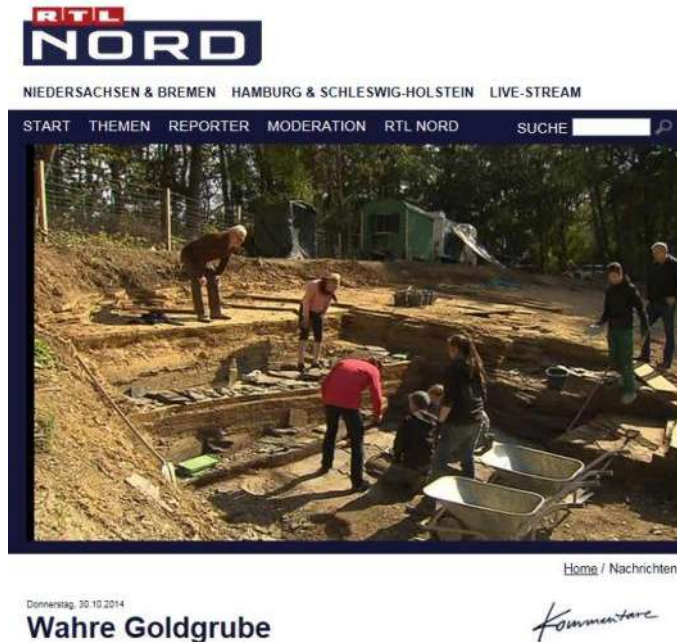 RTL
NORD
NIEDERSACHSEN & BREMEN HAMBURG & SCHLESWIG-HOLSTEIN LIVE-STREAM
START THEMEN REPORTER MODERATION RTL NORD SUCHE
Home / Nachrichten
Donnerstag, 30.10.2014
Wahre Goldgrube
Kommentare